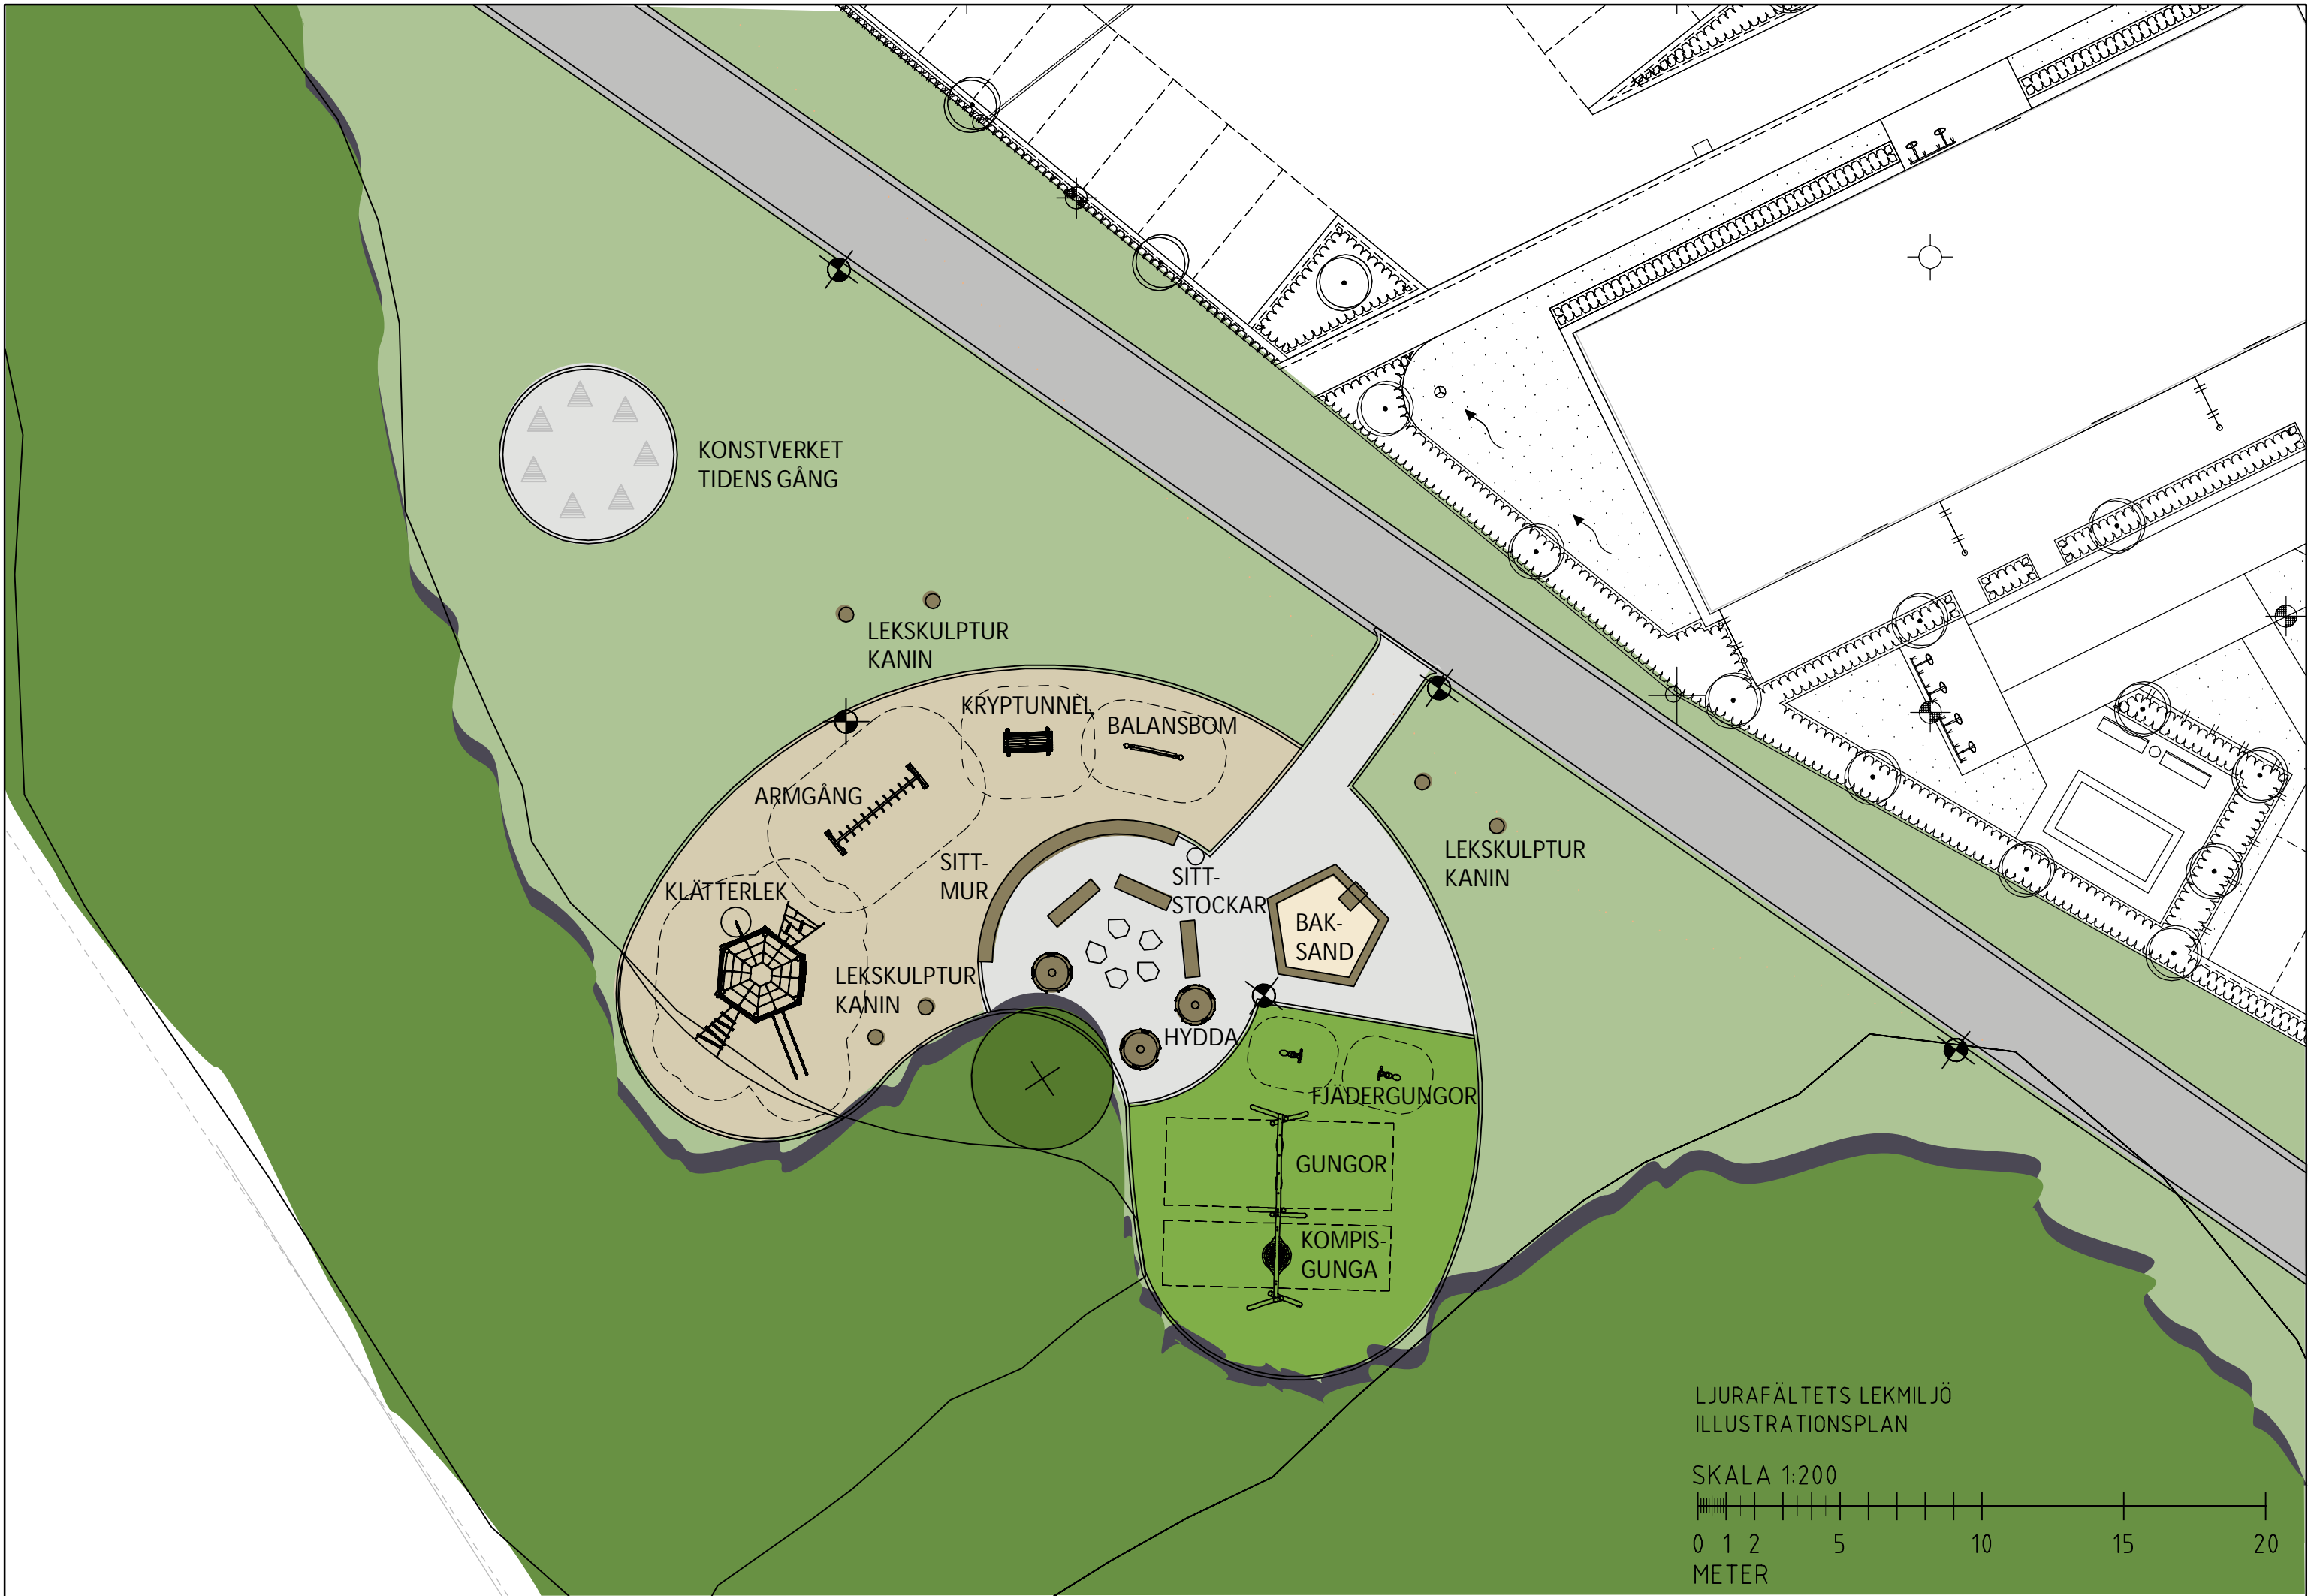 KONSTVERKET
TIDENS GÅNG
LEKSKULPTUR
KANIN
KRYPTUNNEL
BALANSBOM
ARMGÅNG
SITT-
MUR
KLÄTTERLEK
SITT-
STOCKAR
LEKSKULPTUR
KANIN
BAK-
SAND
LEKSKULPTUR
KANIN
HYDDA
FJÄDERGUNGOR
GUNGOR
KOMPIS-
GUNGA
LJURAFÄLTETS LEKMILJÖ
ILLUSTRATIONSPLAN
SKALA 1:200
0 1 2 5 10 15 20
METER